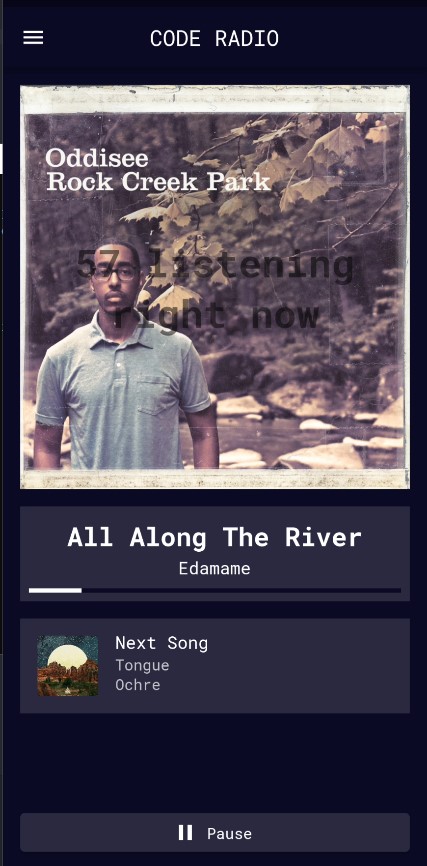 CODE RADIO
Oddisee
Rock Creek Park
57 listening
right now
All Along The River
Edamame
Next Song
Tongue
Ochre
Pause